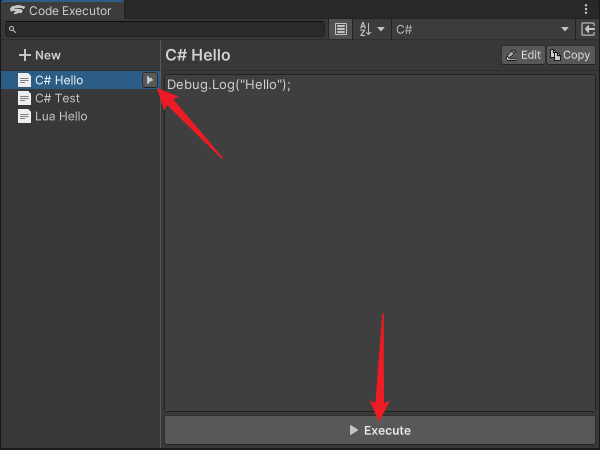 Code Executor
C#
New
C# Hello
C# Test
Lua Hello
C# Hello
Edit
Copy
Debug.Log("Hello");
Execute